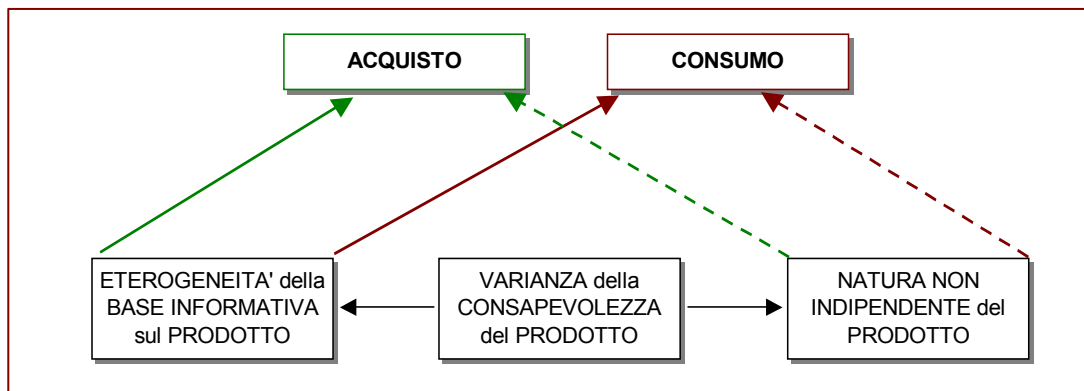 ACQUISTO
CONSUMO
ETEROGENEITA' della
BASE INFORMATIVA
sul PRODOTTO
VARIANZA della
CONSAPEVOLEZZA
del PRODOTTO
NATURA NON
INDIPENDENTE del
PRODOTTO